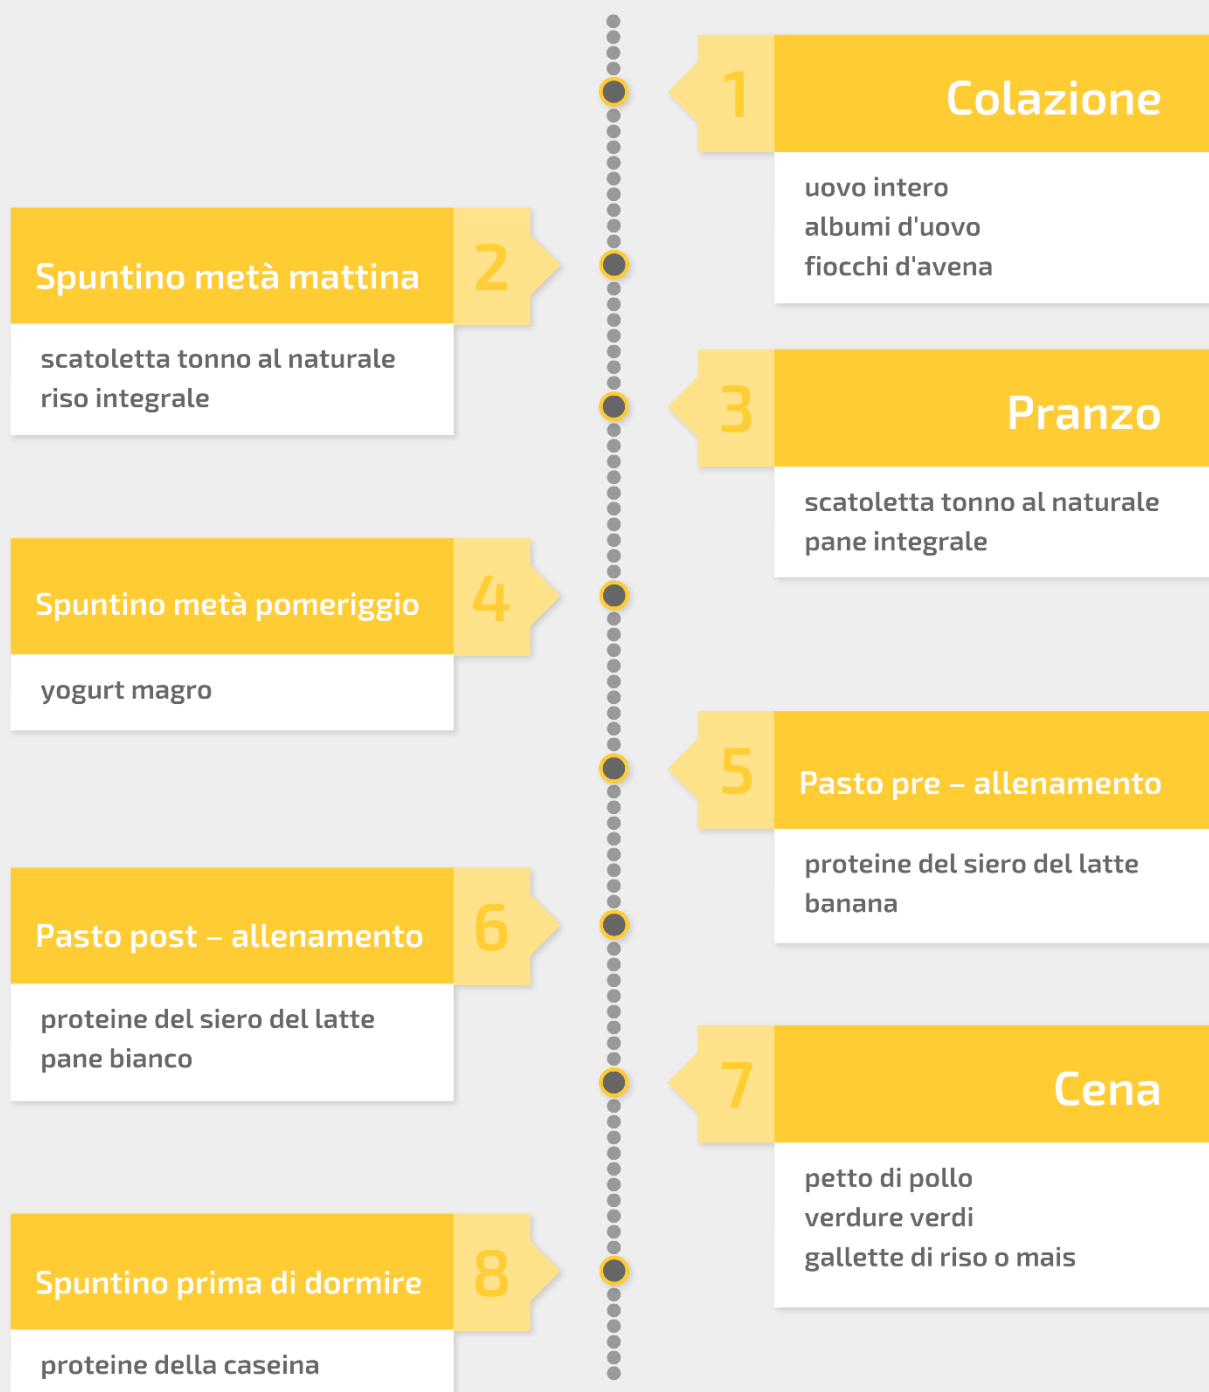 1
Colazione
uovo intero
albumi d'uovo
fiocchi d'avena
Spuntino metà mattina
2
scatoletta tonno al naturale
riso integrale
3
Pranzo
scatoletta tonno al naturale
pane integrale
Spuntino metà pomeriggio
4
yogurt magro
5
Pasto pre – allenamento
proteine del siero del latte
banana
Pasto post – allenamento
6
proteine del siero del latte
pane bianco
7
Cena
petto di pollo
verdure verdi
gallette di riso o mais
Spuntino prima di dormire
8
proteine della caseina